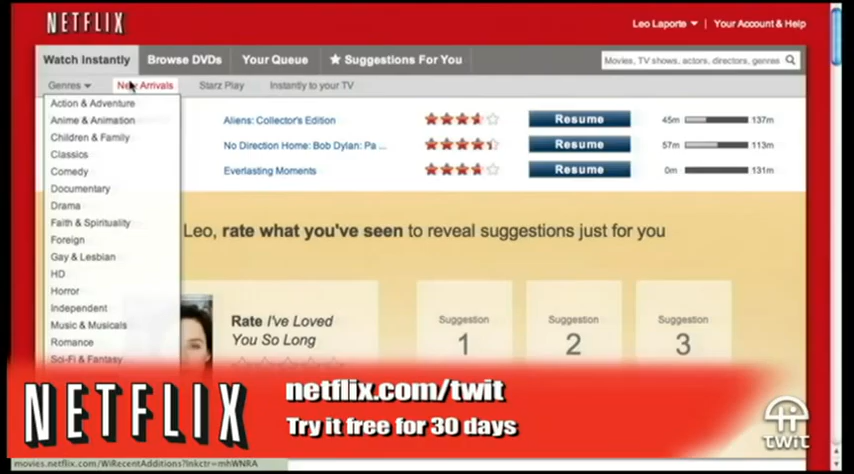 NETFLIX
Leo Laporte | Your Account & Help
Watch Instantly Browse DVDs Your Queue Suggestions For You
Movies, TV shows, actors, directors, genres
Genres New Arrivals Starz Play Instantly to your TV
Action & Adventure
Anime & Animation
Children & Family
Classics
Comedy
Documentary
Drama
Faith & Spirituality
Foreign
Gay & Lesbian
HD
Horror
Independent
Music & Musicals
Romance
Sci-Fi & Fantasy
Aliens: Collector's Edition Resume 45m 137m
No Direction Home: Bob Dylan: Pa ... Resume 57m 113m
Everlasting Moments Resume 0m 131m
Leo, rate what you've seen to reveal suggestions just for you
Rate I've Loved
You So Long
Suggestion
1
Suggestion
2
Suggestion
3
NETFLIX
netflix.com/twit
Try it free for 30 days
twit
movies.netflix.com/WiRecentAdditions?lnkctr=mhWNRA